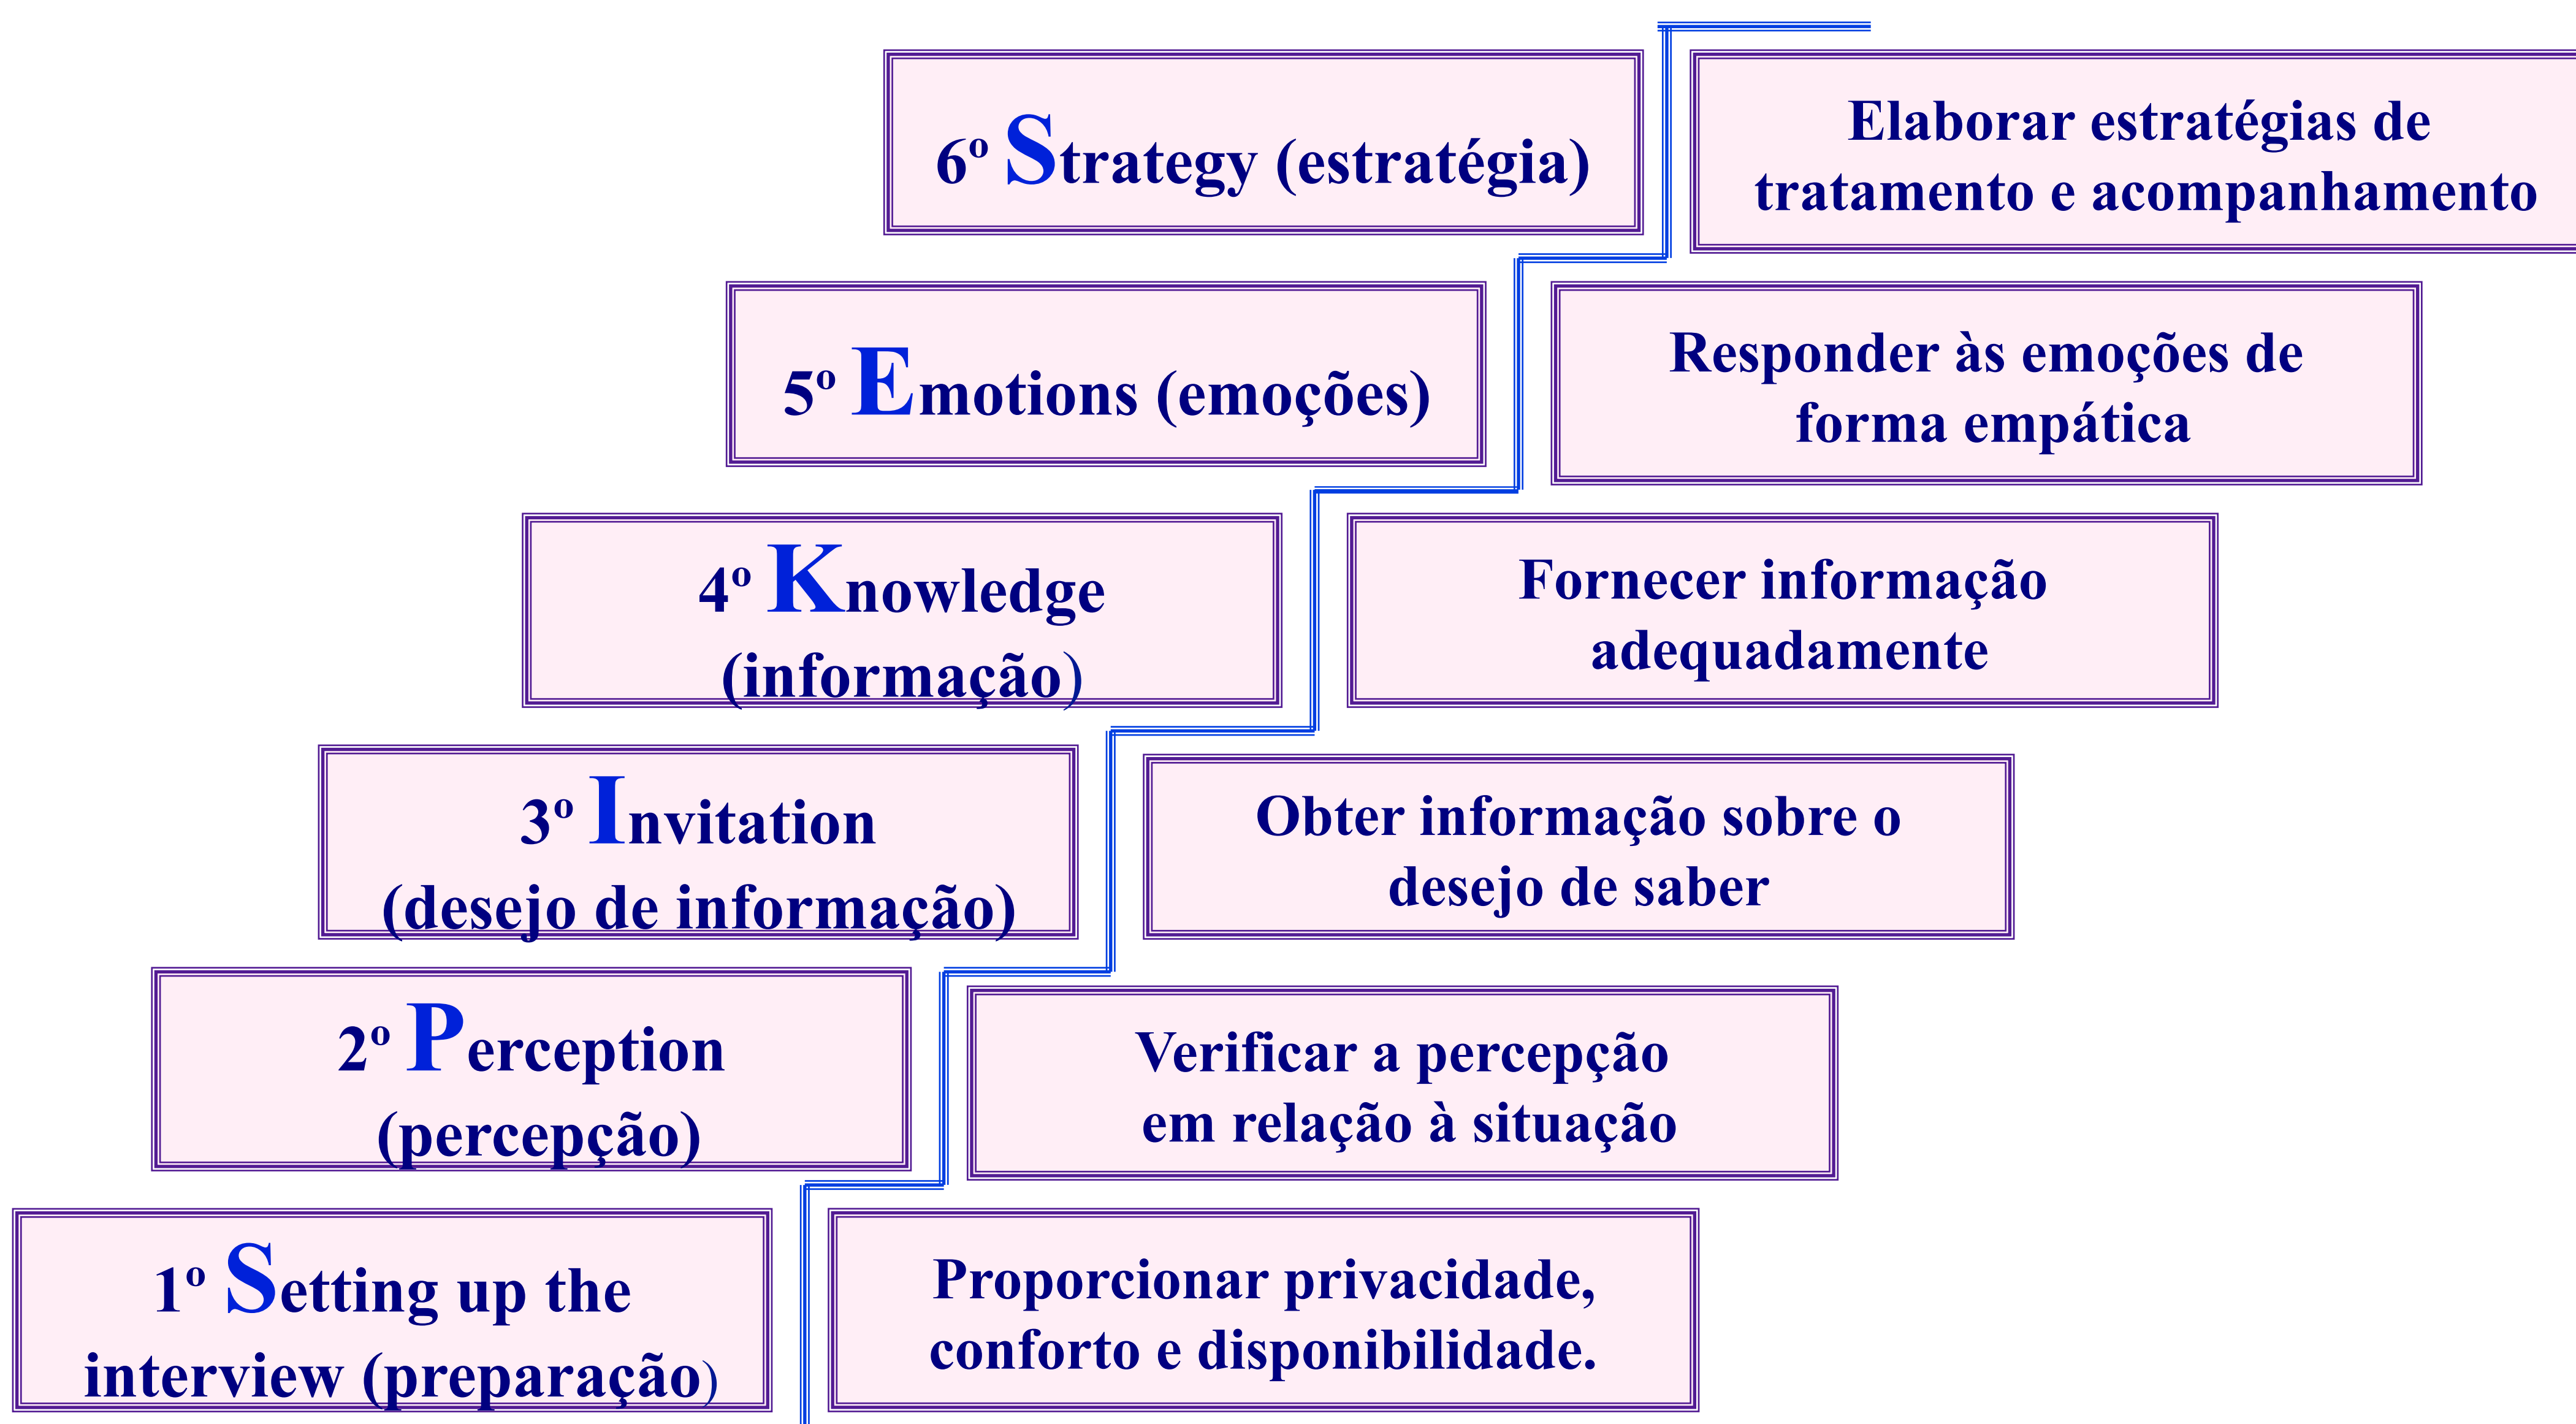 6º Strategy (estratégia)
Elaborar estratégias de
tratamento e acompanhamento
5º Emotions (emoções)
Responder às emoções de
forma empática
4º Knowledge
(informação)
Fornecer informação
adequadamente
3º Invitation
(desejo de informação)
Obter informação sobre o
desejo de saber
2º Perception
(percepção)
Verificar a percepção
em relação à situação
1º Setting up the
interview (preparação)
Proporcionar privacidade,
conforto e disponibilidade.